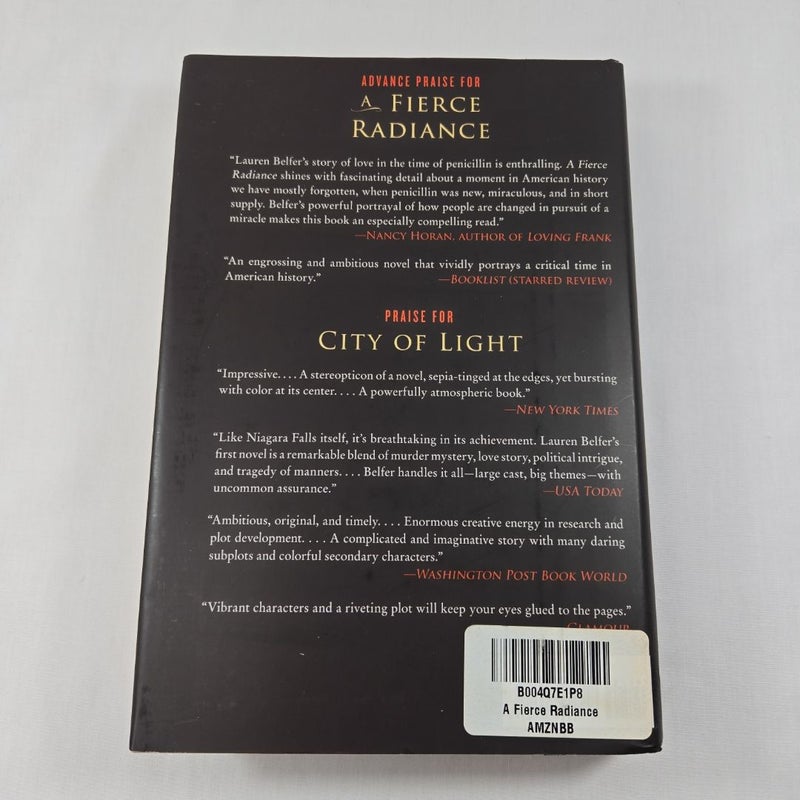 ADVANCE PRAISE FOR
A FIERCE
RADIANCE
“Lauren Belfer’s story of love in the time of penicillin is enthralling. A Fierce
Radiance shines with fascinating detail about a moment in American history
we have mostly forgotten, when penicillin was new, miraculous, and in short
supply. Belfer’s powerful portrayal of how people are changed in pursuit of a
miracle makes this book an especially compelling read.”
—NANCY HORAN, AUTHOR OF LOVING FRANK
“An engrossing and ambitious novel that vividly portrays a critical time in
American history.” —BOOKLIST (STARRED REVIEW)
PRAISE FOR
CITY OF LIGHT
“Impressive. . . . A stereopticon of a novel, sepia-tinged at the edges, yet bursting
with color at its center. . . . A powerfully atmospheric book.”
—NEW YORK TIMES
“Like Niagara Falls itself, it’s breathtaking in its achievement. Lauren Belfer’s
first novel is a remarkable blend of murder mystery, love story, political intrigue,
and tragedy of manners. . . . Belfer handles it all—large cast, big themes—with
uncommon assurance.” —USA TODAY
“Ambitious, original, and timely. . . . Enormous creative energy in research and
plot development. . . . A complicated and imaginative story with many daring
subplots and colorful secondary characters.”
—WASHINGTON POST BOOK WORLD
“Vibrant characters and a riveting plot will keep your eyes glued to the pages.”
—GLAMOUR
B004Q7E1P8
A Fierce Radiance
AMZNBB